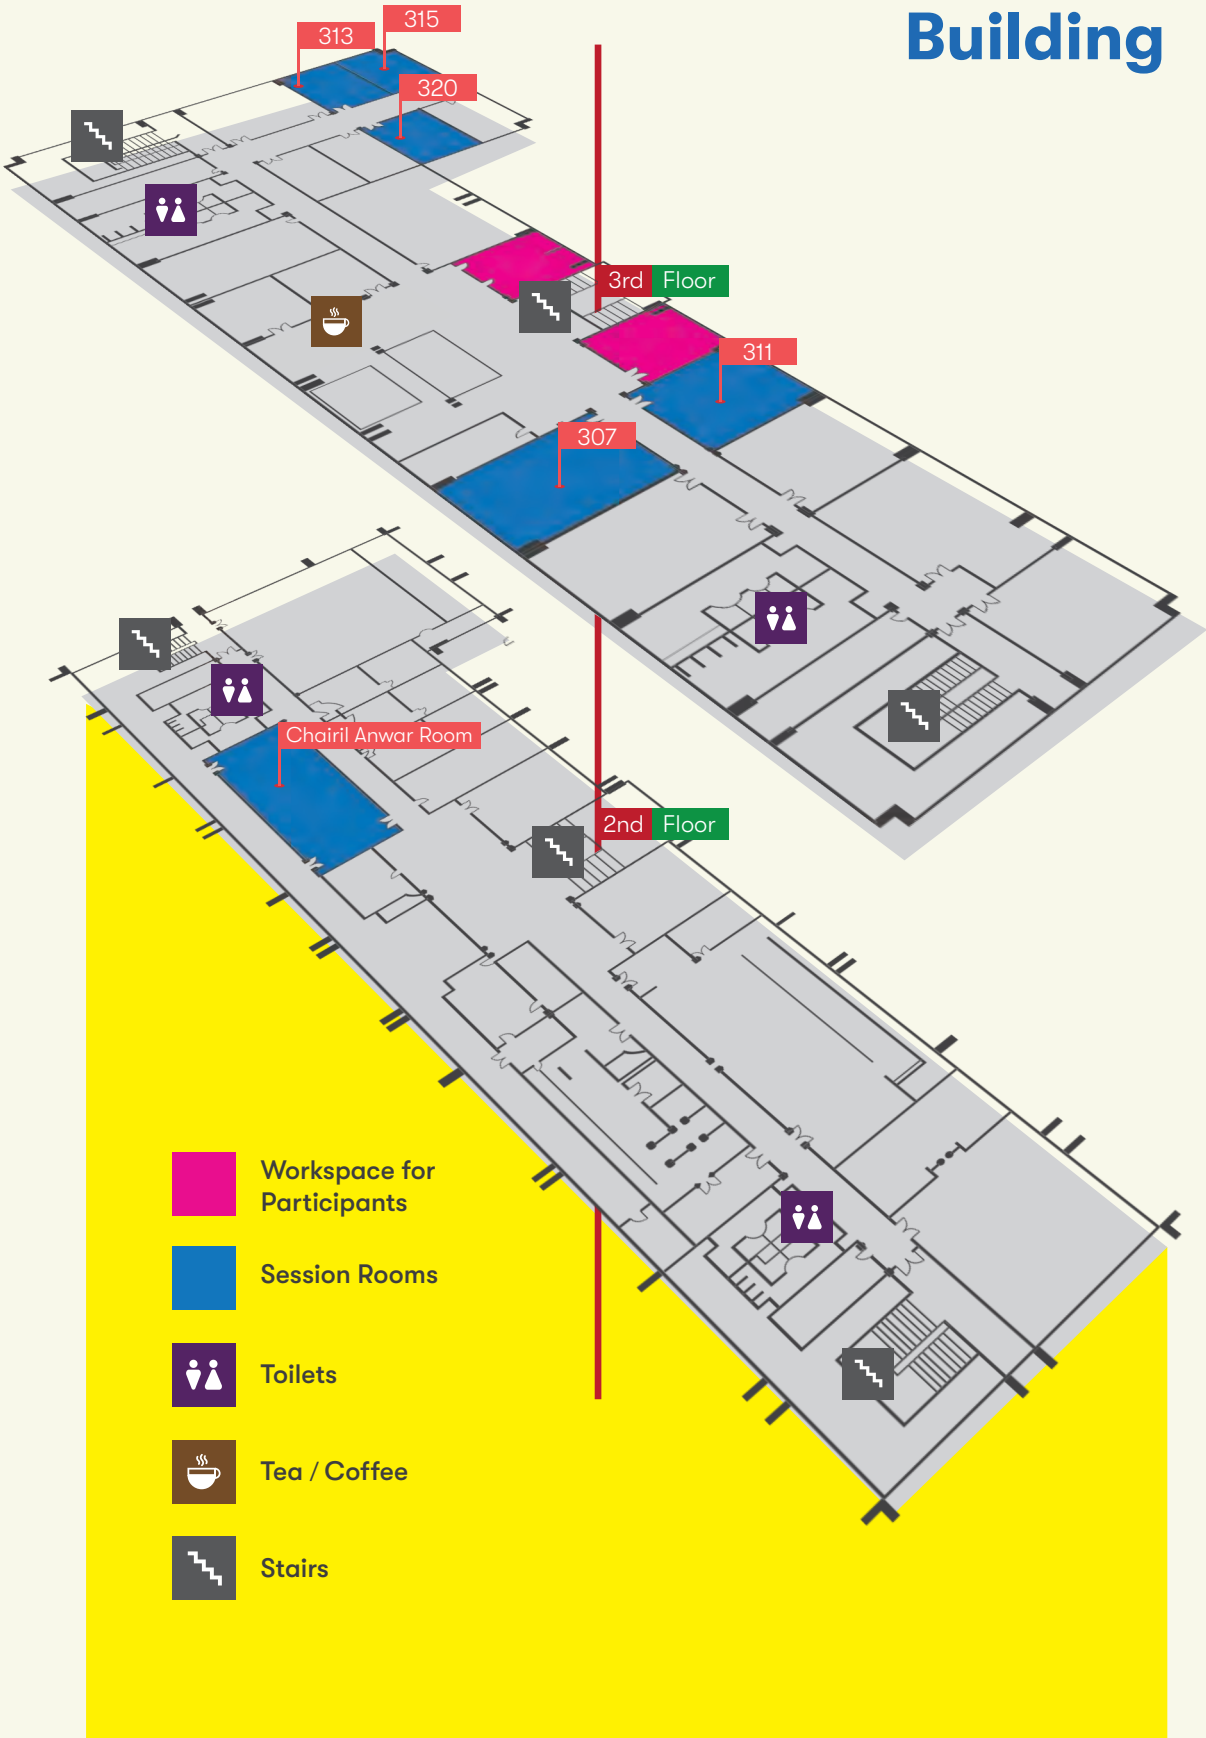 Building
315
313
320
3rd Floor
311
307
Chairil Anwar Room
2nd Floor
Workspace for
Participants
Session Rooms
Toilets
Tea / Coffee
Stairs